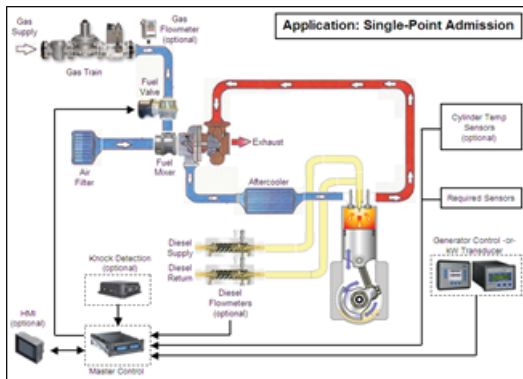 Application: Single-Point Admission
Gas
Supply
Gas
Flowmeter
(optional)
Gas Train
Fuel
Valve
Cylinder Temp
Sensors
(optional)
Exhaust
Air
Filter
Fuel
Mixer
Aftercooler
Required Sensors
Generator Control -or-
kW Transducer
Diesel
Supply
Diesel
Return
Knock Detection
(optional)
Diesel
Flowmeters
(optional)
HMI
(optional)
Master Control